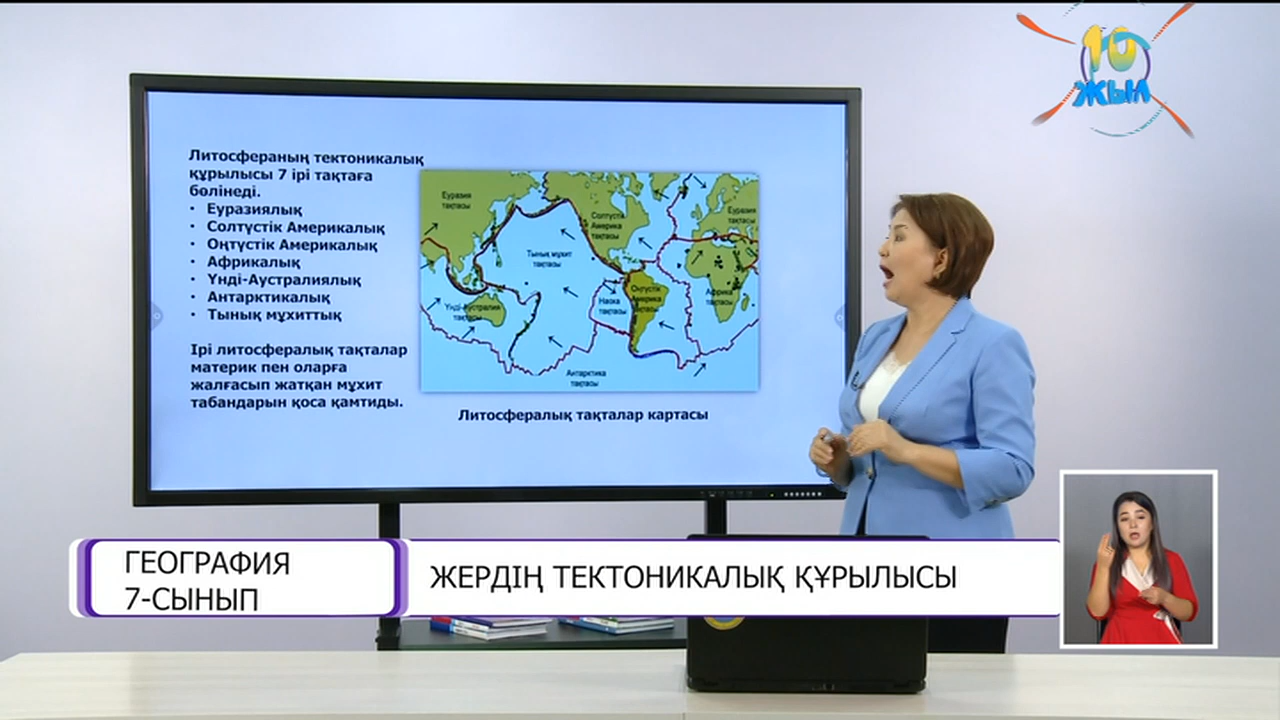 10
ЖЫЛ
Литосфераның тектоникалық
құрылысы 7 ірі тақтаға
бөлінеді.
• Еуразиялық
• Солтүстік Америкалық
• Оңтүстік Америкалық
• Африкалық
• Үнді-Аустралиялық
• Антарктикалық
• Тынық мұхиттық
Ірі литосфералық тақталар
материк пен оларға
жалғасып жатқан мұхит
табандарын қоса қамтиды.
Еуразия
тақтасы
Солтүстік
Америка
тақтасы
Еуразия
тақтасы
Тынық мұхит
тақтасы
Үнді-Аустралия
тақтасы
Наска
тақтасы
Оңтүстік
Америка
тақтасы
Африка
тақтасы
Антарктика
тақтасы
Литосфералық тақталар картасы
ГЕОГРАФИЯ
7-СЫНЫП
ЖЕРДІҢ ТЕКТОНИКАЛЫҚ ҚҰРЫЛЫСЫ